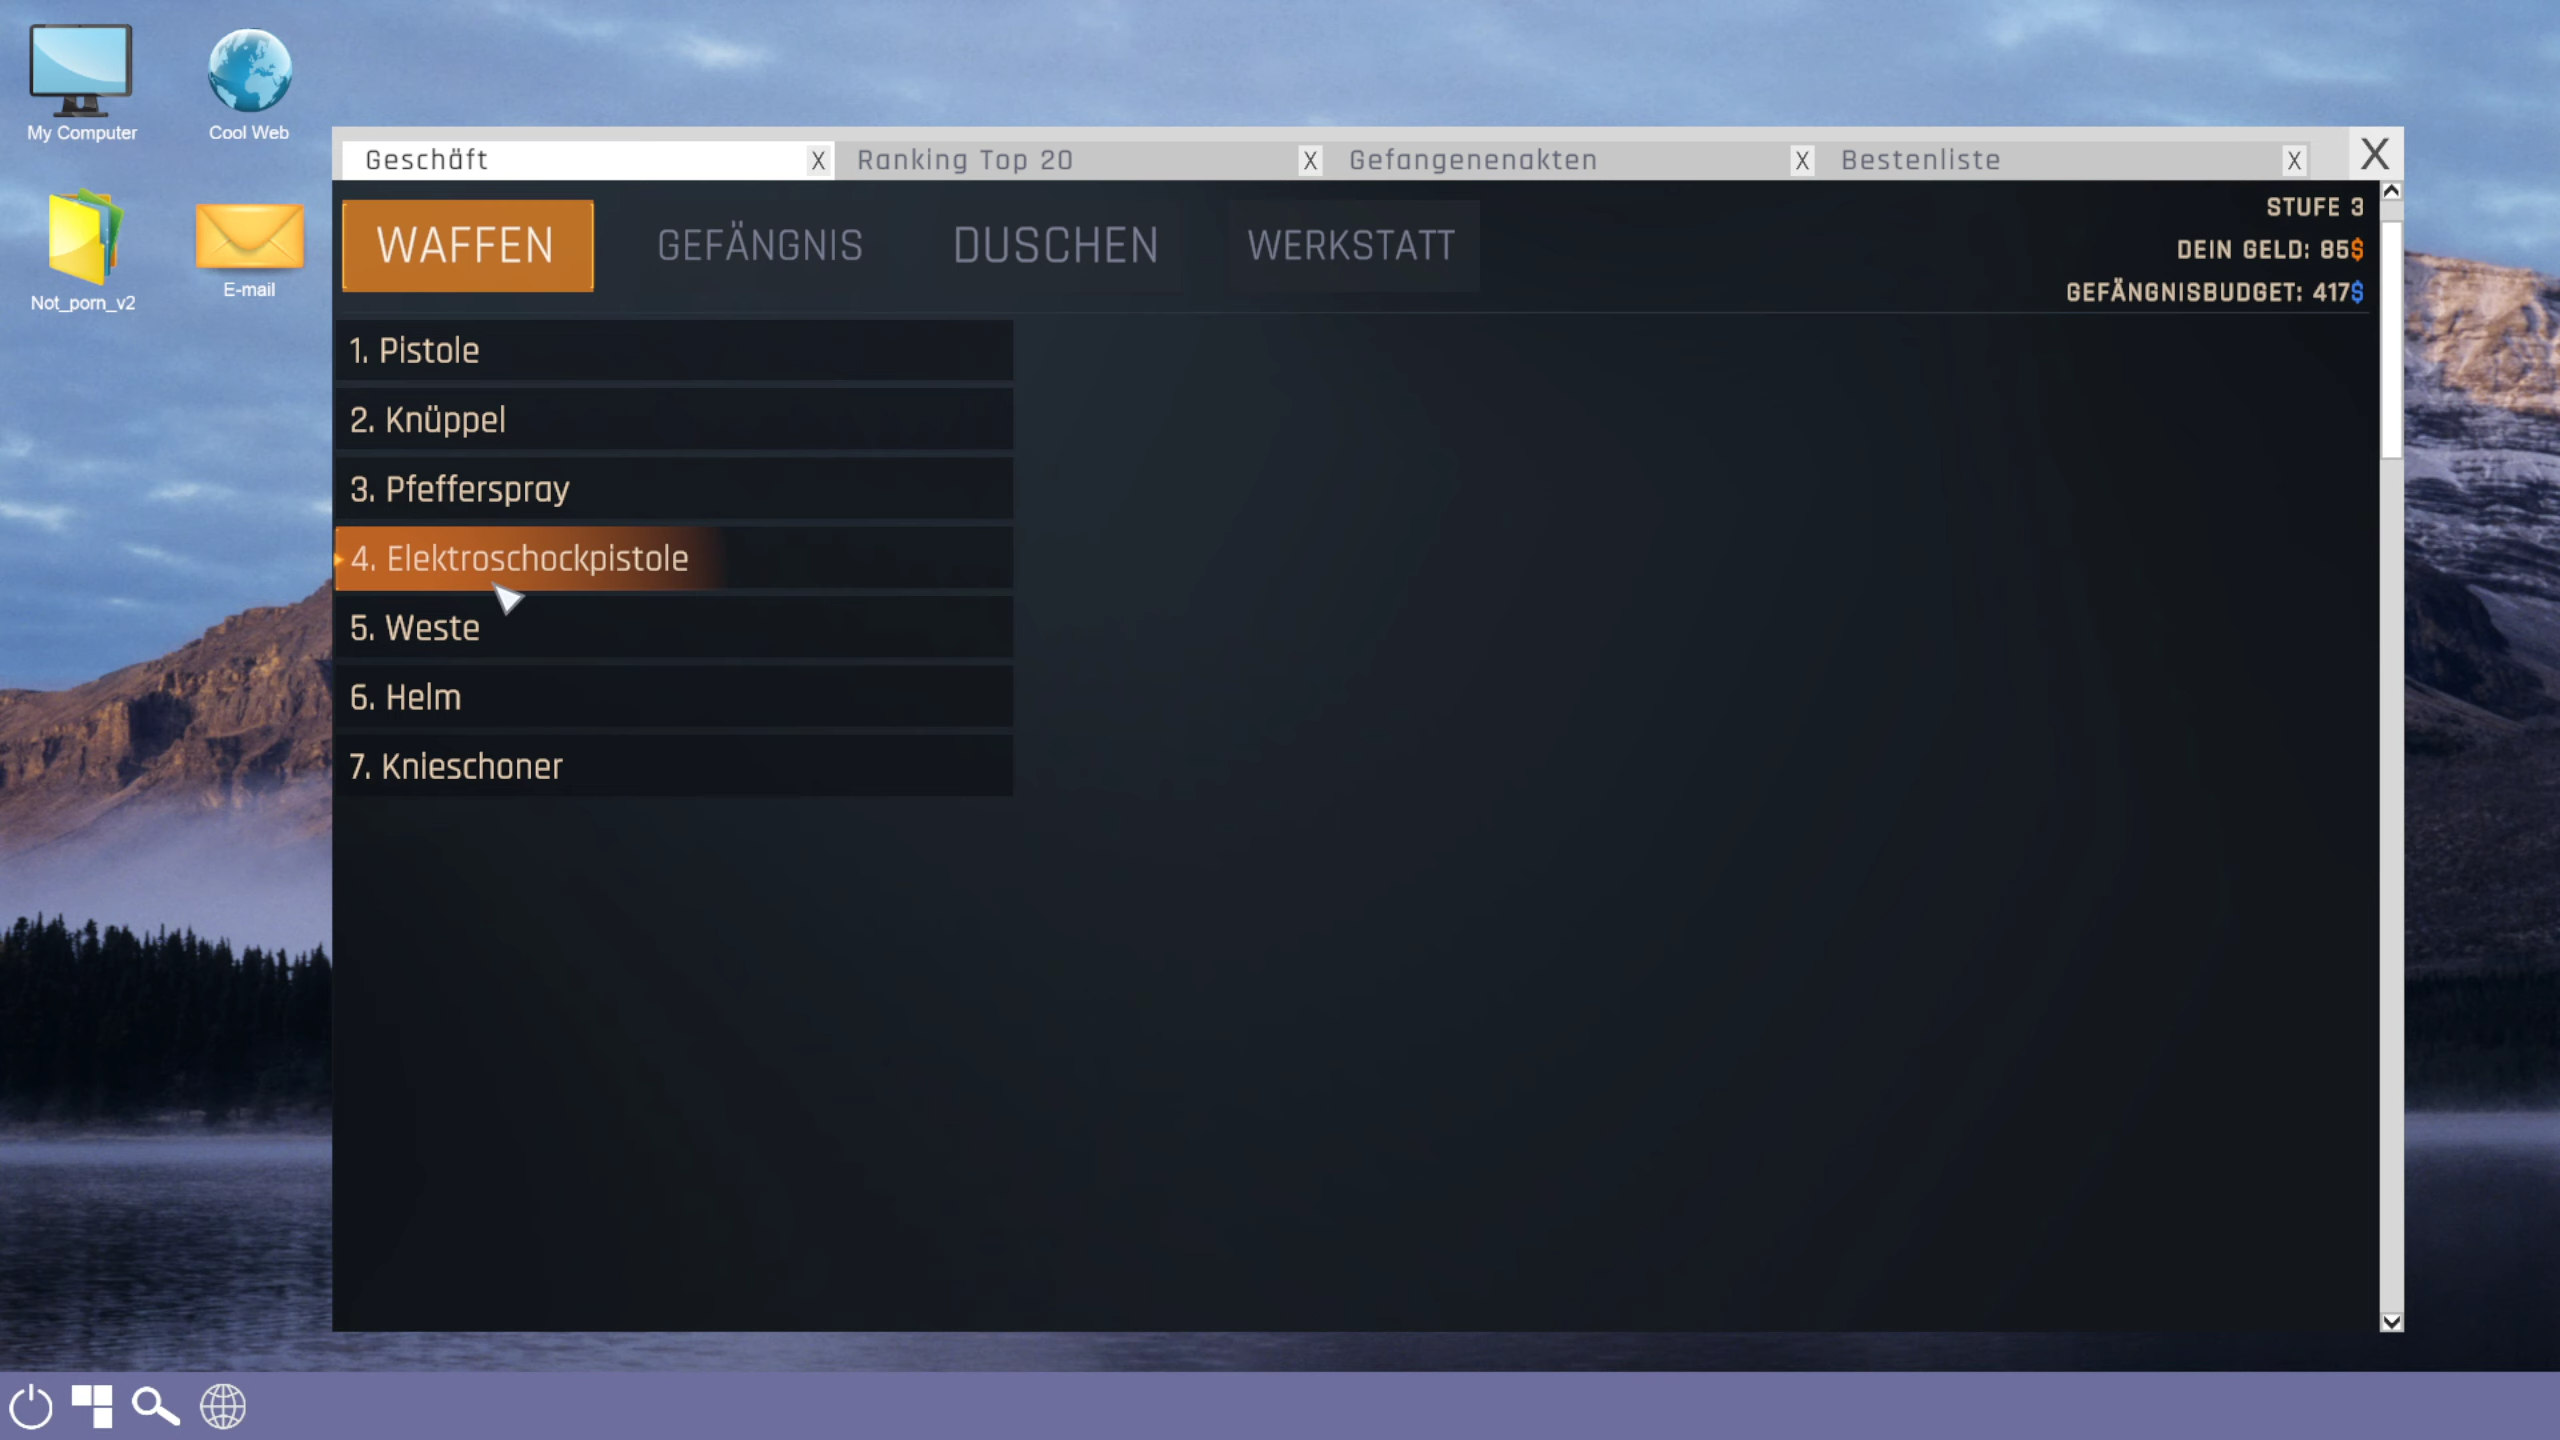 My Computer
Cool Web
Not_porn_v2
E-mail
Geschäft X Ranking Top 20 X Gefangenenakten X Bestenliste X X
WAFFEN GEFÄNGNIS DUSCHEN WERKSTATT
STUFE 3
DEIN GELD: 85$
GEFÄNGNISBUDGET: 417$
1. Pistole
2. Knüppel
3. Pfefferspray
4. Elektroschockpistole
5. Weste
6. Helm
7. Knieschoner